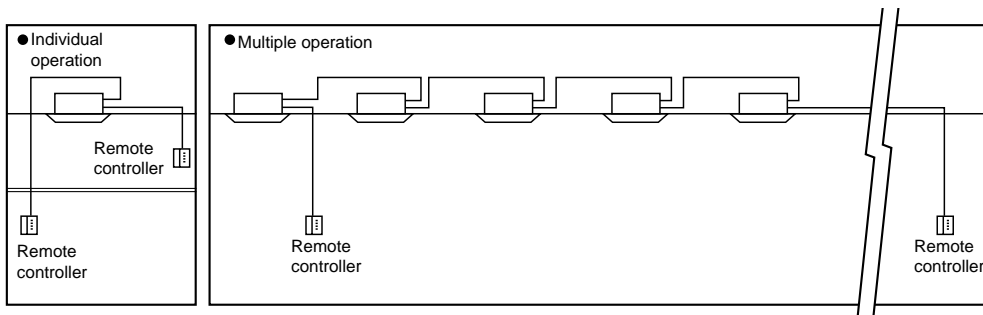 ●Individual
operation
Remote
controller
Remote
controller
●Multiple operation
Remote
controller
Remote
controller